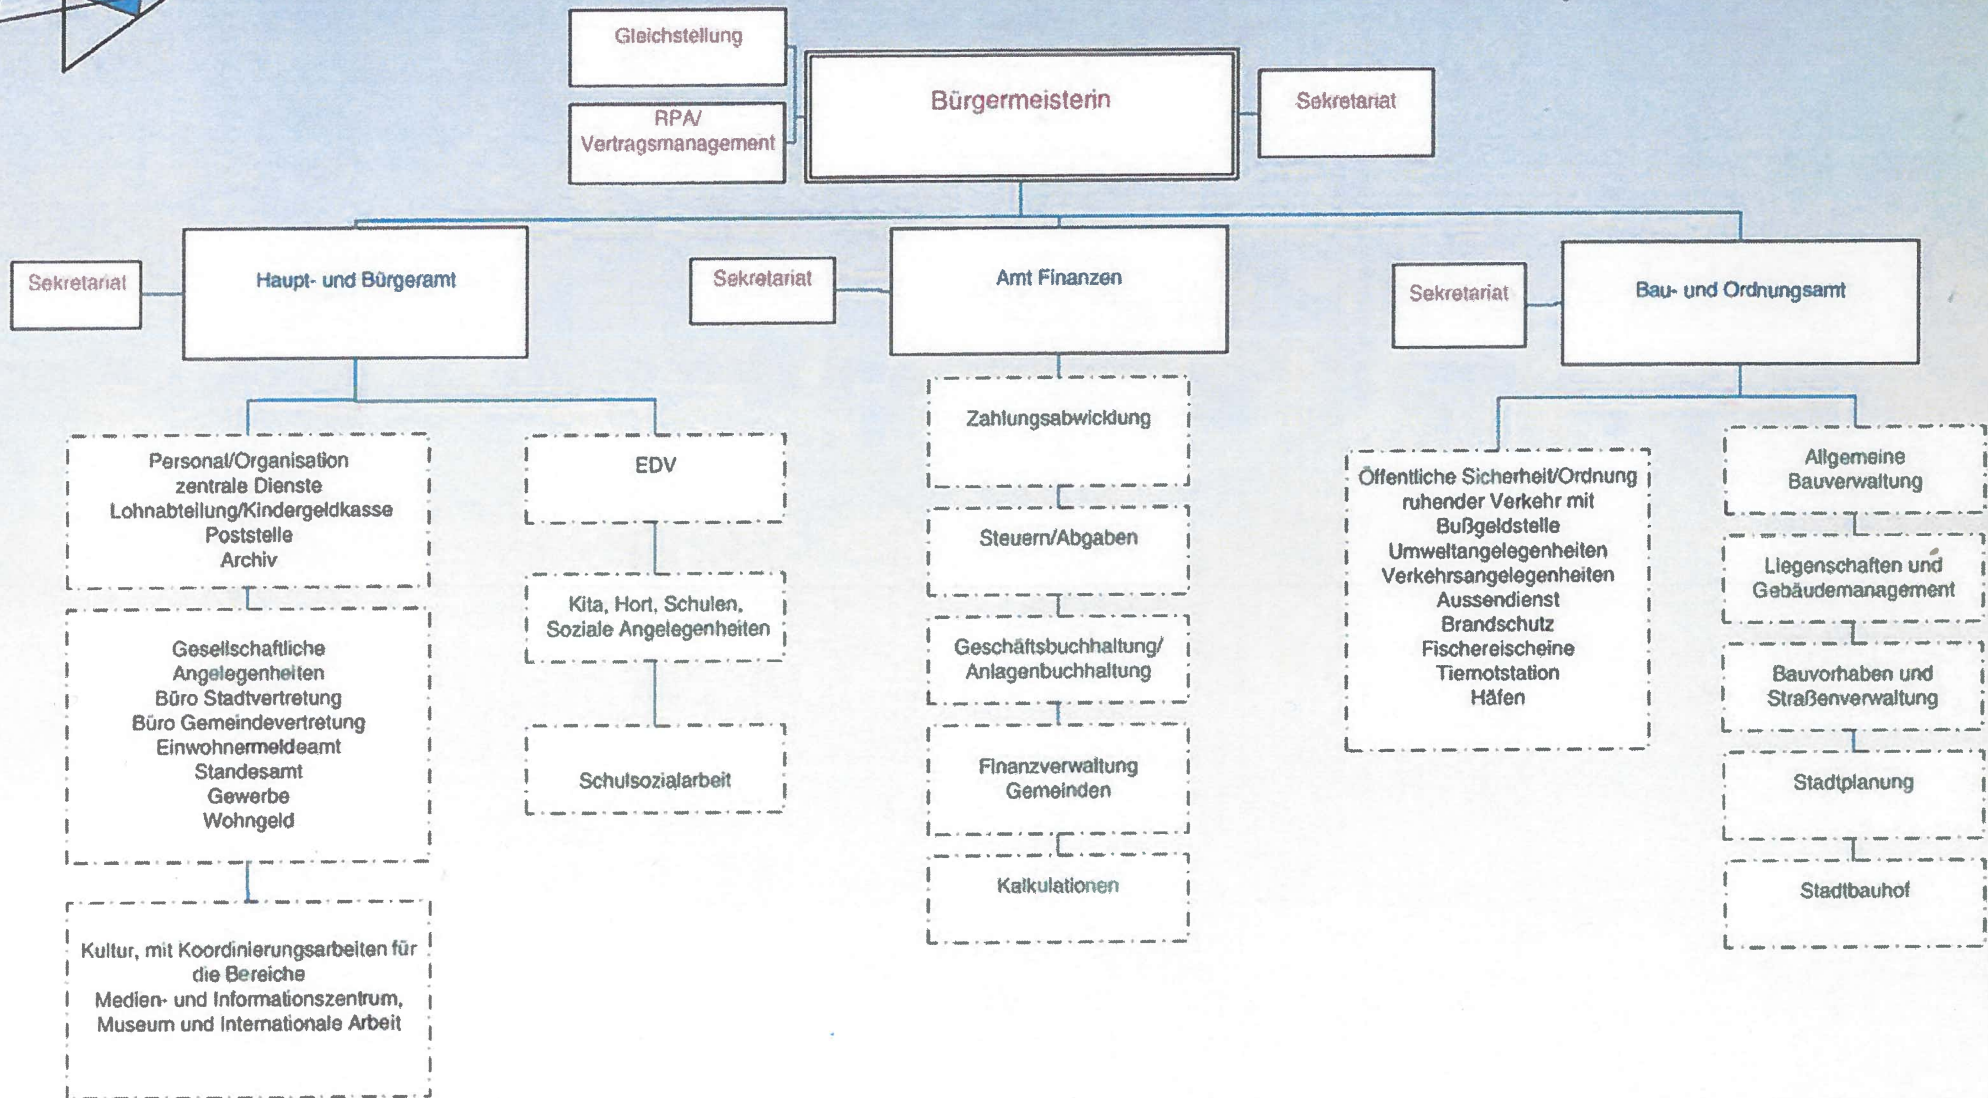 Gleichstellung
RPA/
Vertragsmanagement
Bürgermeisterin
Sekretariat
Sekretariat
Haupt- und Bürgeramt
Sekretariat
Amt Finanzen
Sekretariat
Bau- und Ordnungsamt
Personal/Organisation
zentrale Dienste
Lohnabteilung/Kindergeldkasse
Poststelle
Archiv
Gesellschaftliche
Angelegenheiten
Büro Stadtvertretung
Büro Gemeindevertretung
Einwohnermeldeamt
Standesamt
Gewerbe
Wohngeld
Kultur, mit Koordinierungsarbeiten für
die Bereiche
Medien- und Informationszentrum,
Museum und Internationale Arbeit
EDV
Kita, Hort, Schulen,
Soziale Angelegenheiten
Schulsozialarbeit
Zahlungsabwicklung
Steuern/Abgaben
Geschäftsbuchhaltung/
Anlagenbuchhaltung
Finanzverwaltung
Gemeinden
Kalkulationen
Öffentliche Sicherheit/Ordnung
ruhender Verkehr mit
Bußgeldstelle
Umweltangelegenheiten
Verkehrsangelegenheiten
Aussendienst
Brandschutz
Fischereischeine
Tiernotstation
Häfen
Allgemeine
Bauverwaltung
Liegenschaften und
Gebäudemanagement
Bauvorhaben und
Straßenverwaltung
Stadtplanung
Stadtbauhof